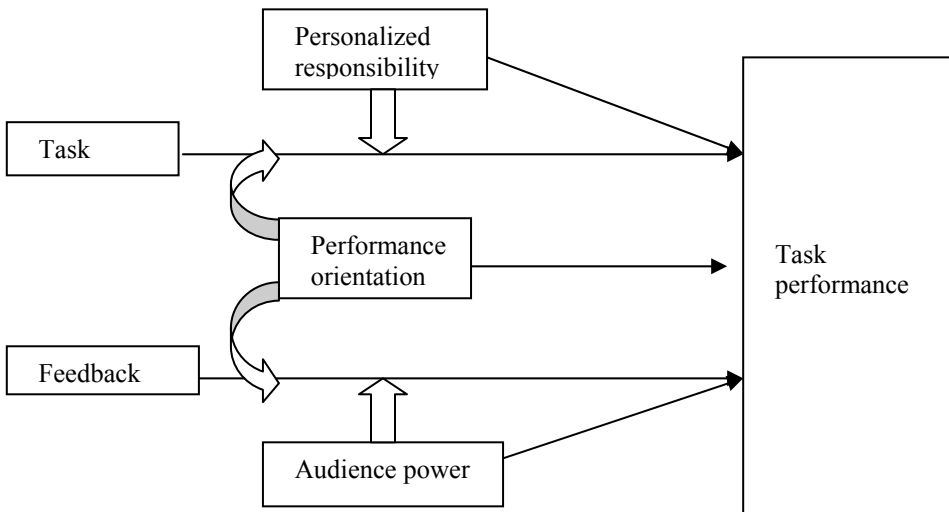 Personalized
responsibility
Task
Performance
orientation
Task
performance
Feedback
Audience power